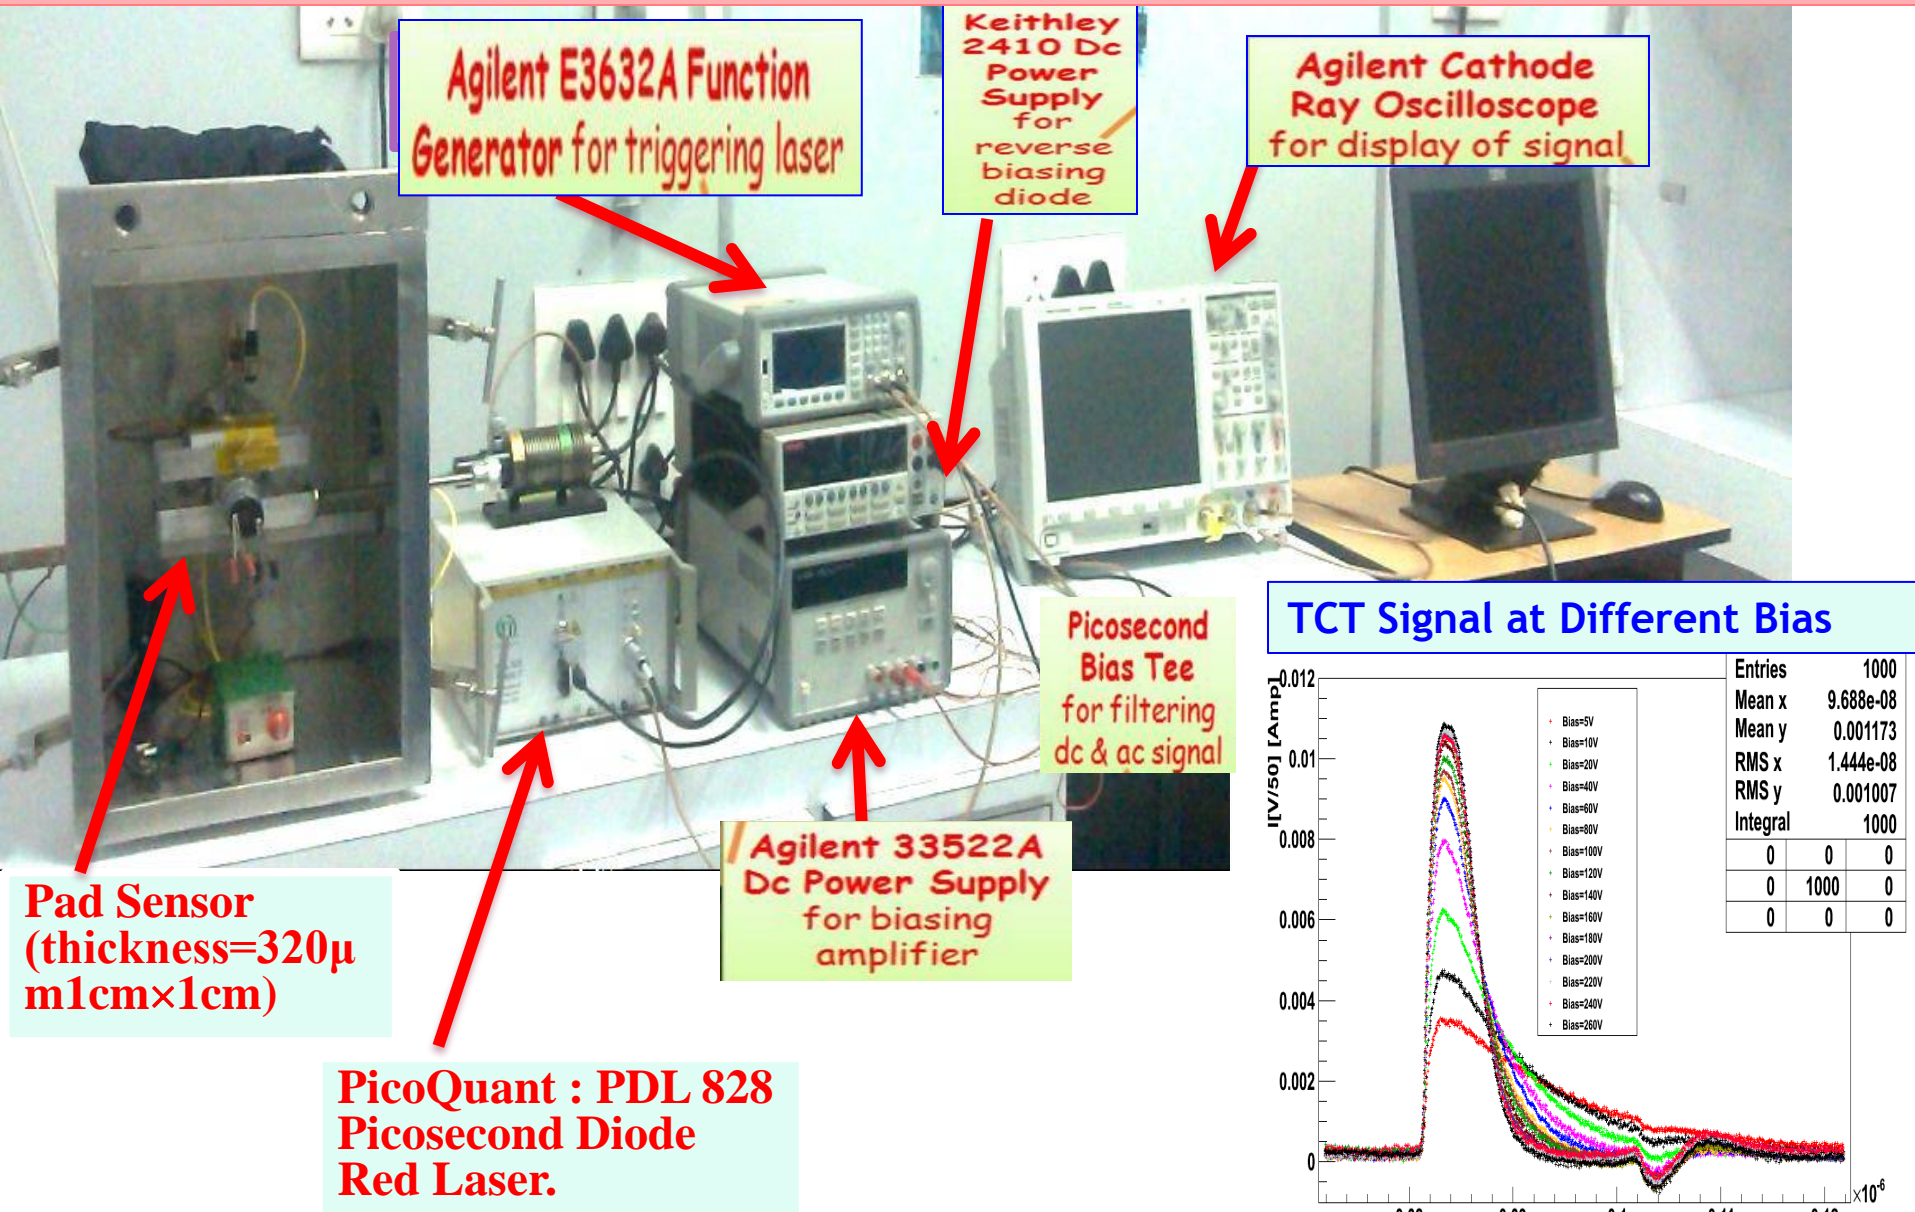 Agilent E3632A Function
Generator for triggering laser
Keithley
2410 Dc
Power
Supply
for
reverse
biasing
diode
Agilent Cathode
Ray Oscilloscope
for display of signal
Picosecond
Bias Tee
for filtering
dc & ac signal
Agilent 33522A
Dc Power Supply
for biasing
amplifier
Pad Sensor
(thickness=320μ
m1cm×1cm)
PicoQuant : PDL 828
Picosecond Diode
Red Laser.
TCT Signal at Different Bias
Entries 1000
Mean x 9.688e-08
Mean y 0.001173
RMS x 1.444e-08
RMS y 0.001007
Integral 1000
0 0 0
0 1000 0
0 0 0
I[V/50] [Amp]
0.012
0.01
0.008
0.006
0.004
0.002
0
Bias=5V
Bias=10V
Bias=20V
Bias=40V
Bias=60V
Bias=80V
Bias=100V
Bias=120V
Bias=140V
Bias=160V
Bias=180V
Bias=200V
Bias=220V
Bias=240V
Bias=260V
×10⁻⁶